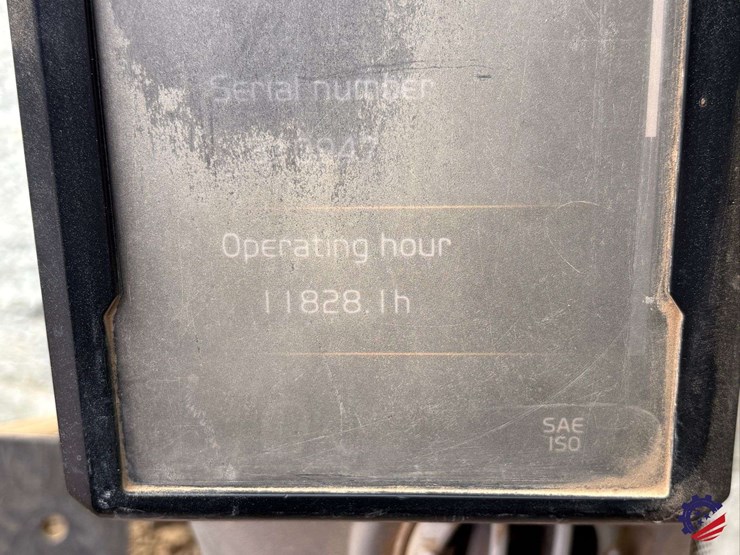 Serial number
Operating hour
11828.1h
SAE
ISO